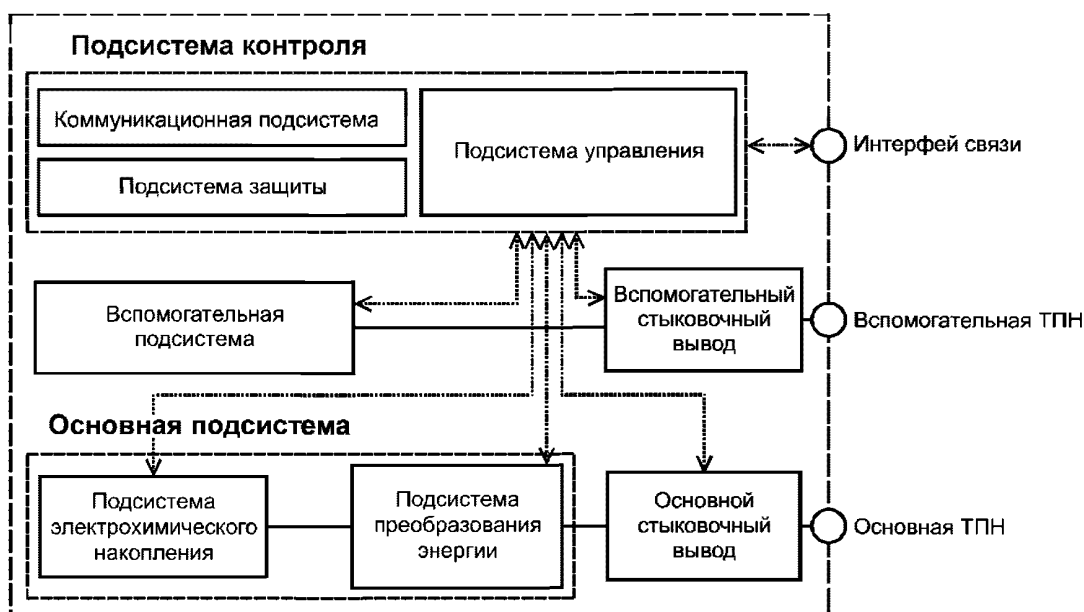 Подсистема контроля
Коммуникационная подсистема
Подсистема управления
Подсистема защиты
Интерфей связи
Вспомогательная
подсистема
Вспомогательный
стыковочный
вывод
Вспомогательная ТПН
Основная подсистема
Подсистема
электрохимического
накопления
Подсистема
преобразования
энергии
Основной
стыковочный
вывод
Основная ТПН